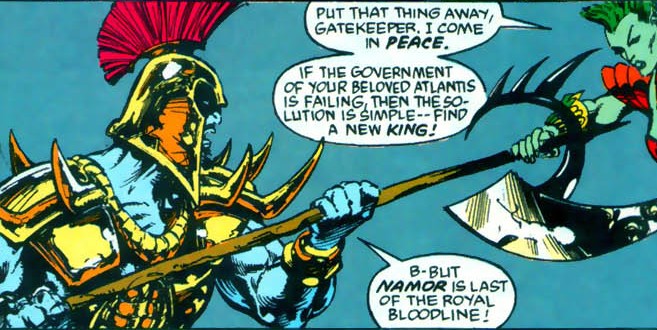 PUT THAT THING AWAY,
GATEKEEPER. I COME
IN PEACE.
IF THE GOVERNMENT
OF YOUR BELOVED ATLANTIS
IS FAILING, THEN THE SO-
LUTION IS SIMPLE--FIND
A NEW KING!
B-BUT
NAMOR IS LAST
OF THE ROYAL
BLOODLINE!